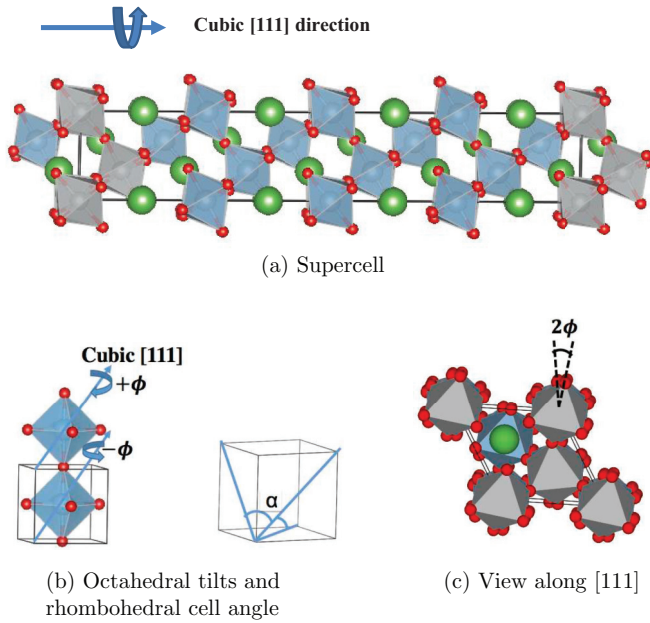 Cubic [111] direction
(a) Supercell
Cubic [111]
+ϕ
−ϕ
α
2ϕ
(b) Octahedral tilts and
rhombohedral cell angle
(c) View along [111]